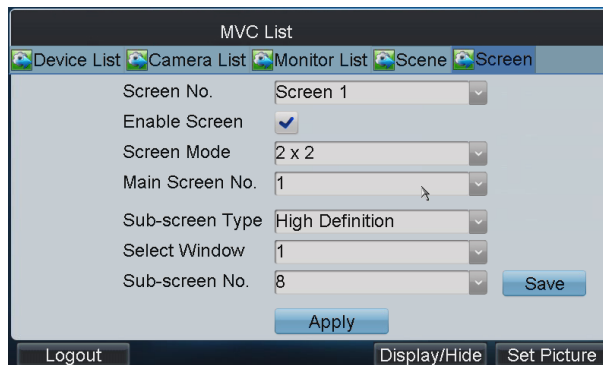 MVC List
Device List Camera List Monitor List Scene Screen
Screen No. Screen 1
Enable Screen
Screen Mode 2 x 2
Main Screen No. 1
Sub-screen Type High Definition
Select Window 1
Sub-screen No. 8 Save
Apply
Logout Display/Hide Set Picture